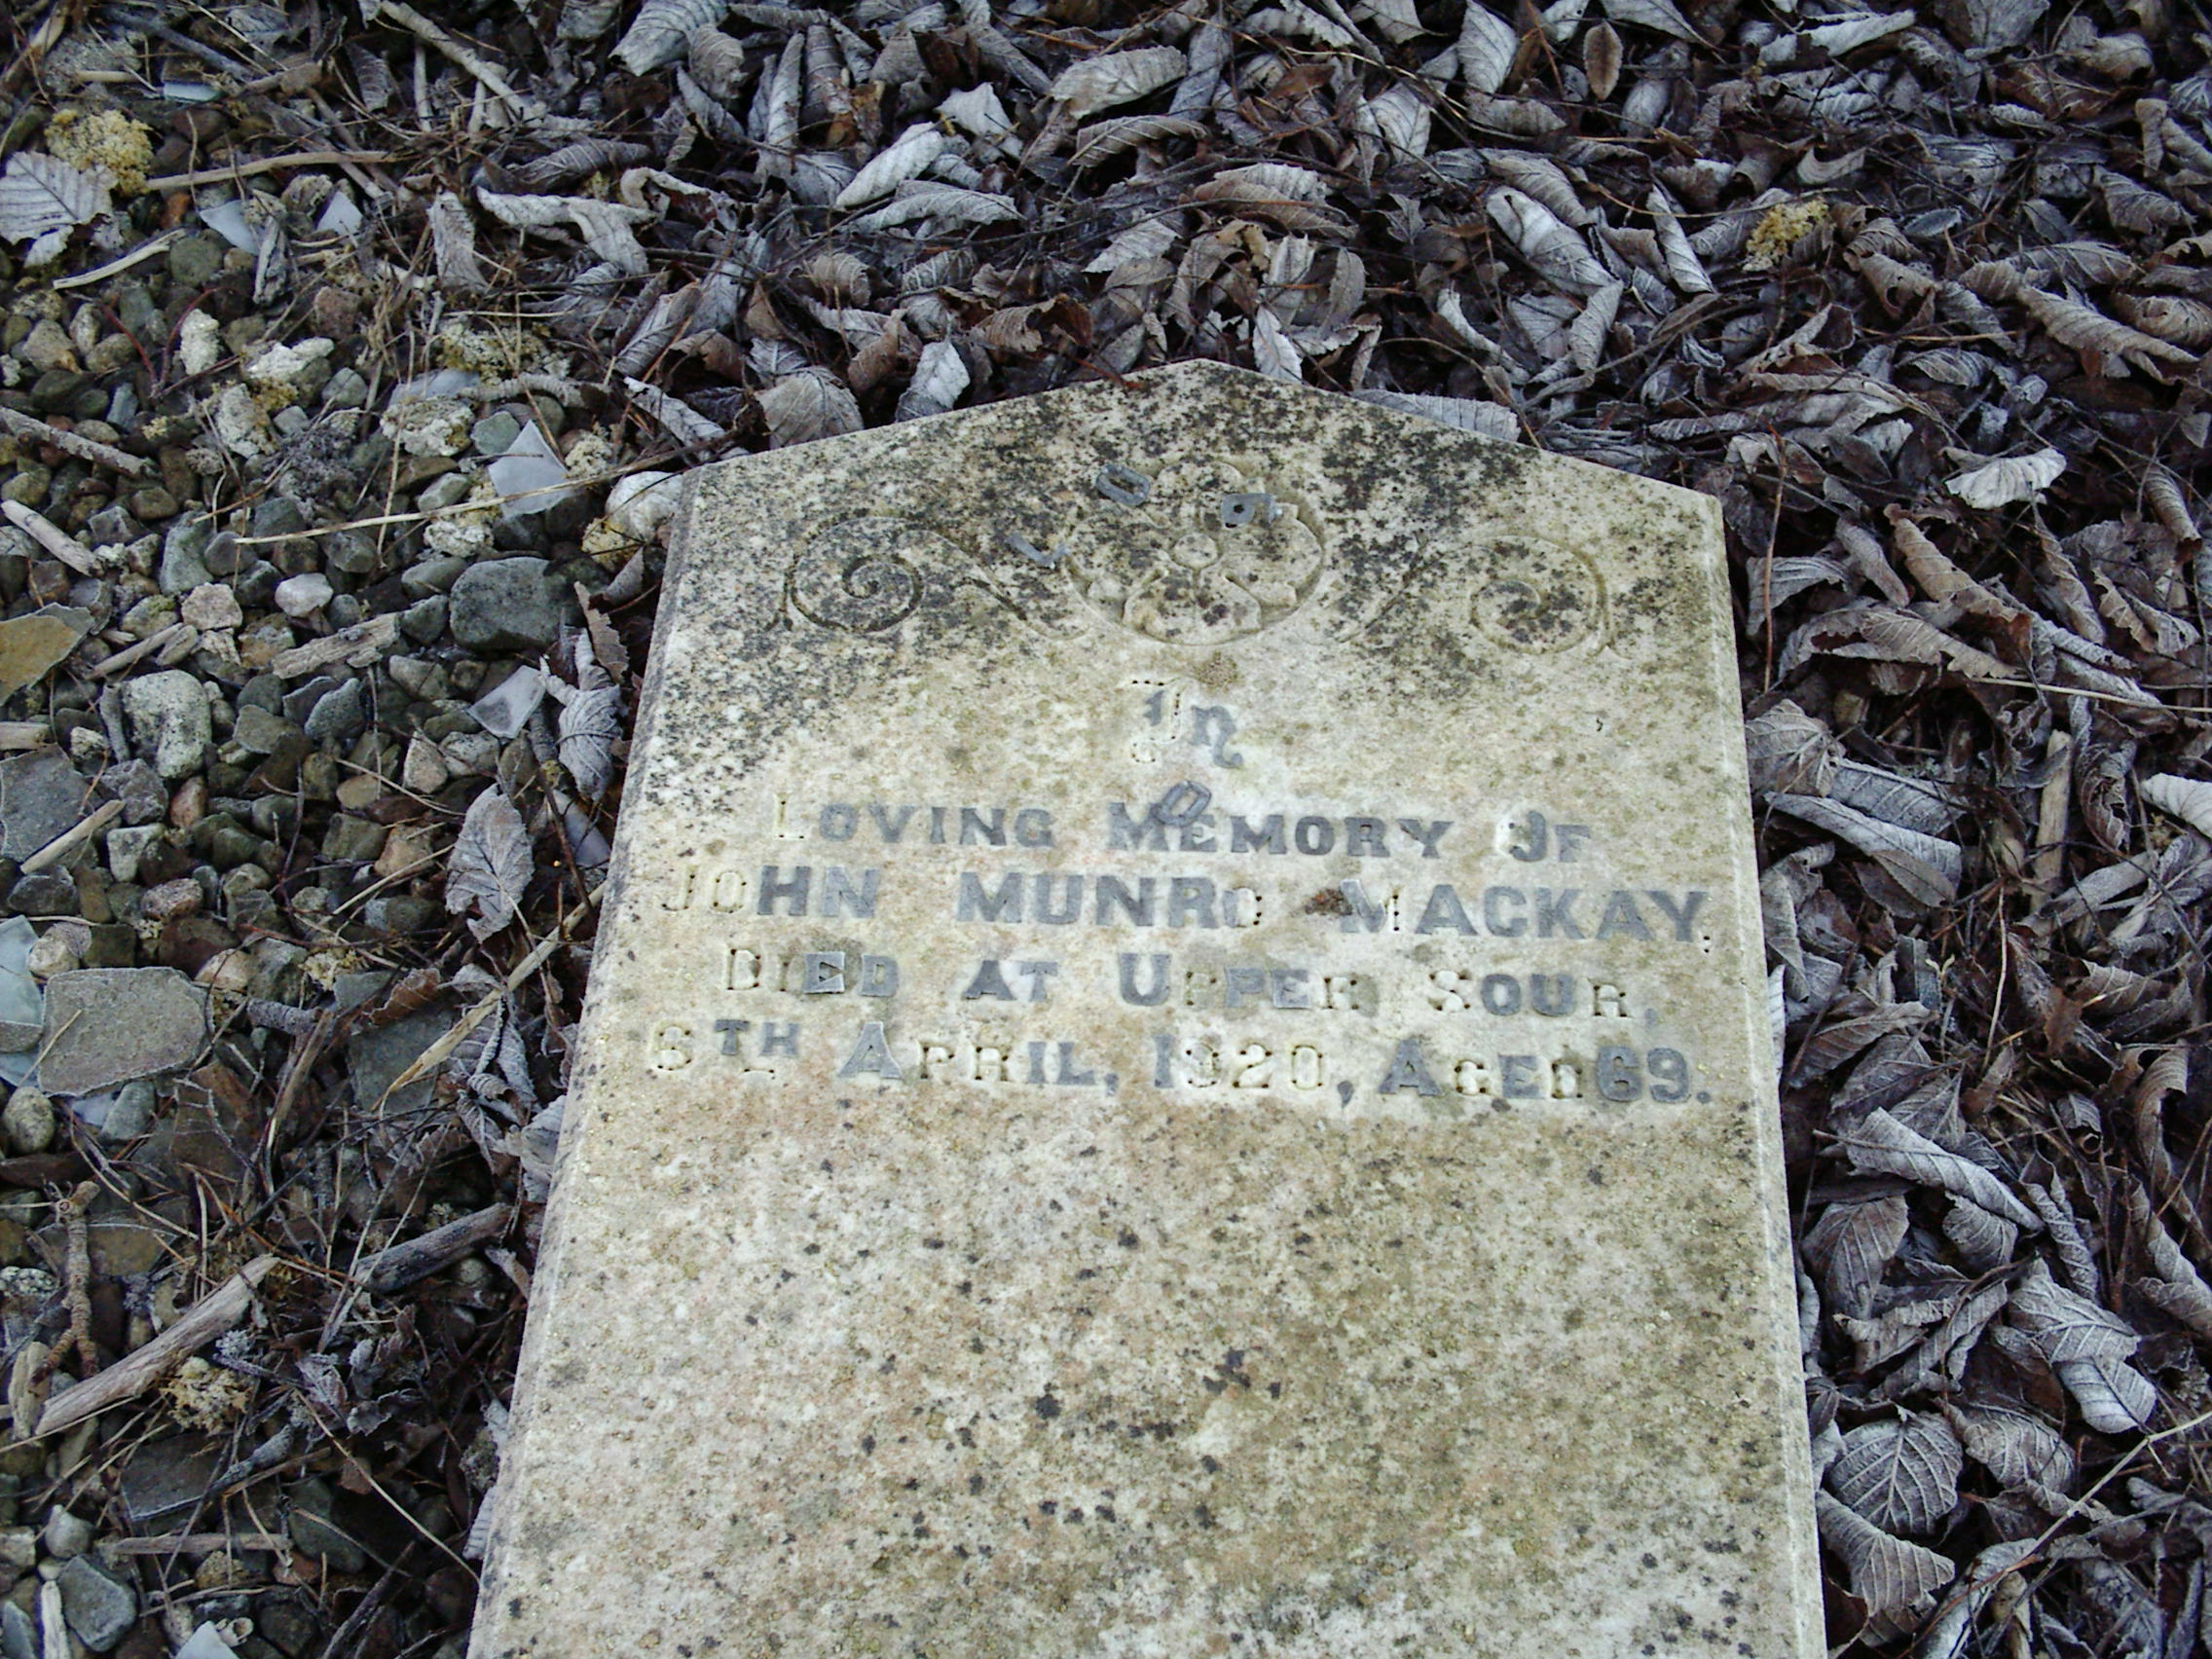 In
LOVING MEMORY OF
JOHN MUNRO MACKAY,
DIED AT UPPER SOUR,
6TH APRIL, 1920, AGED 69.